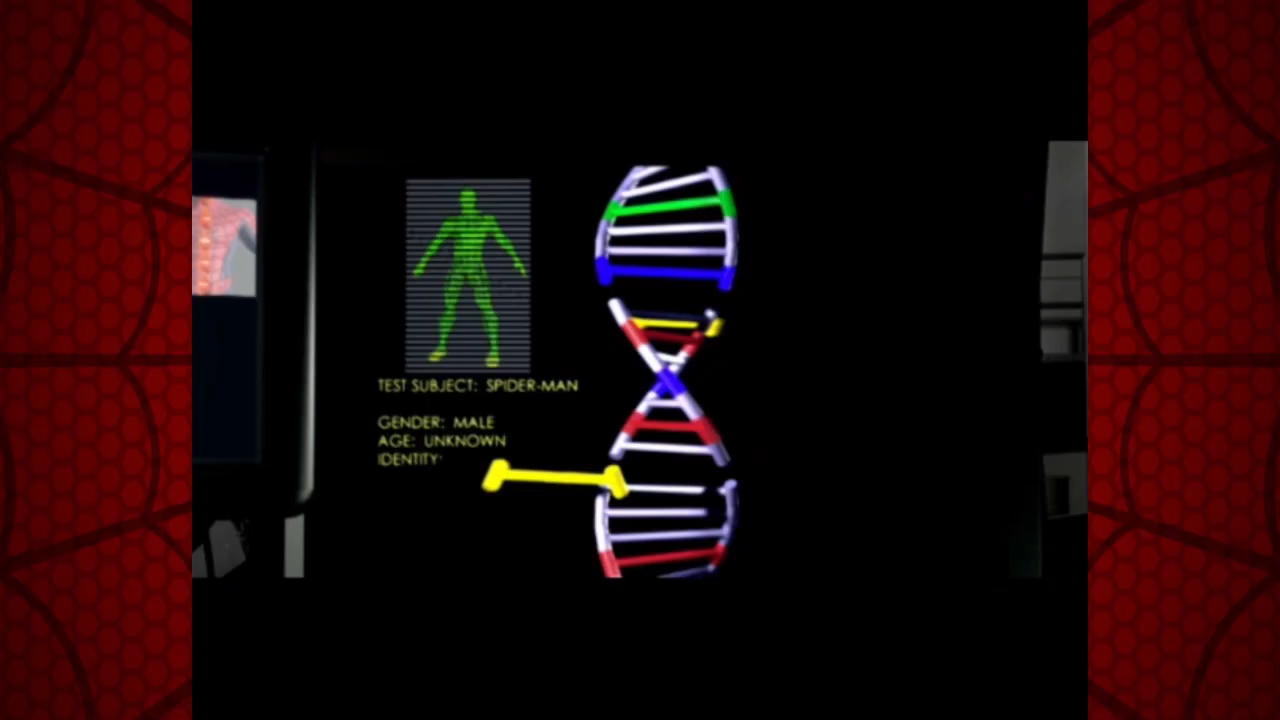 TEST SUBJECT: SPIDER-MAN
GENDER: MALE
AGE: UNKNOWN
IDENTITY: